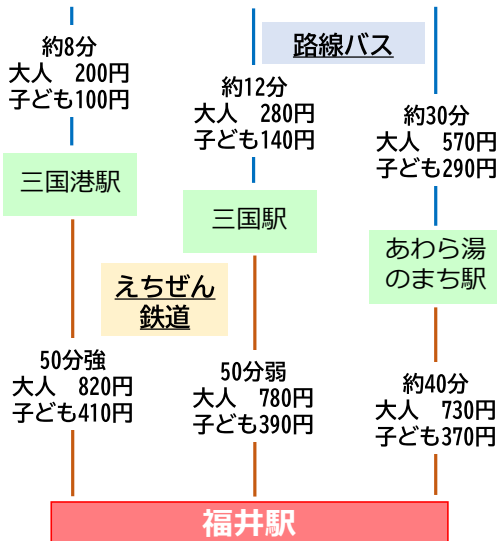 路線バス
約8分
大人　200円
子ども100円
約12分
大人　280円
子ども140円
約30分
大人　570円
子ども290円
三国港駅
三国駅
あわら湯
のまち駅
えちぜん
鉄道
50分強
大人　820円
子ども410円
50分弱
大人　780円
子ども390円
約40分
大人　730円
子ども370円
福井駅